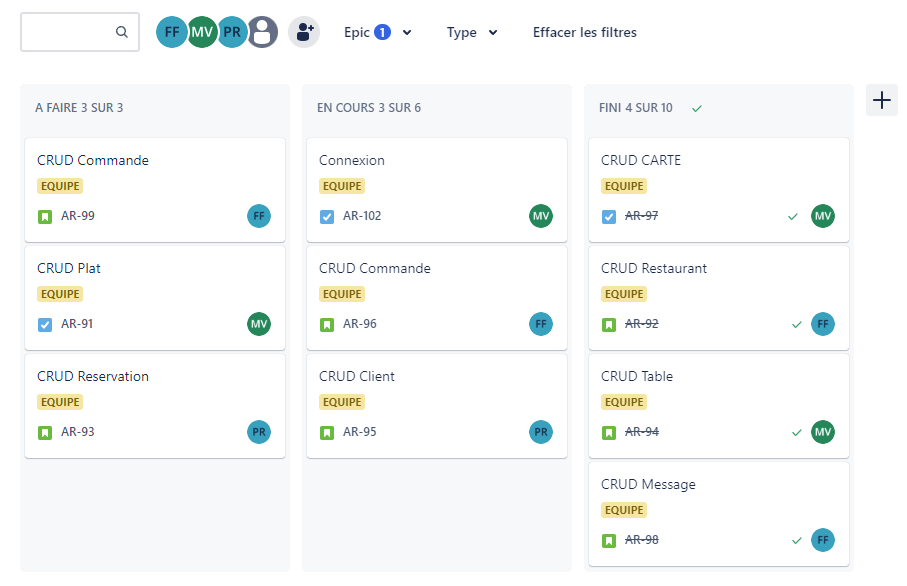 FF MV PR Epic 1 Type Effacer les filtres
A FAIRE 3 SUR 3
CRUD Commande
EQUIPE
AR-99 FF
CRUD Plat
EQUIPE
AR-91 MV
CRUD Reservation
EQUIPE
AR-93 PR
EN COURS 3 SUR 6
Connexion
EQUIPE
AR-102 MV
CRUD Commande
EQUIPE
AR-96 FF
CRUD Client
EQUIPE
AR-95 PR
FINI 4 SUR 10
CRUD CARTE
EQUIPE
AR-97 MV
CRUD Restaurant
EQUIPE
AR-92 FF
CRUD Table
EQUIPE
AR-94 MV
CRUD Message
EQUIPE
AR-98 FF